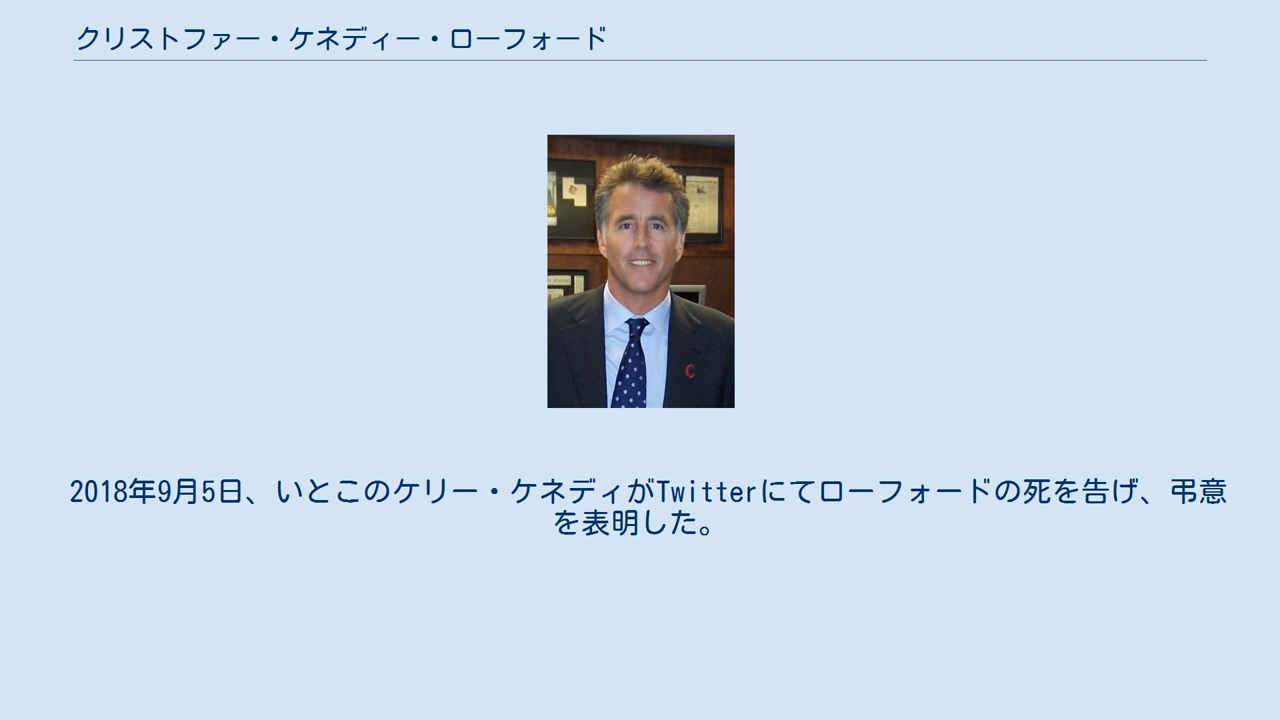 クリストファー・ケネディー・ローフォード
C
2018年9月5日、いとこのケリー・ケネディがTwitterにてローフォードの死を告げ、弔意
を表明した。